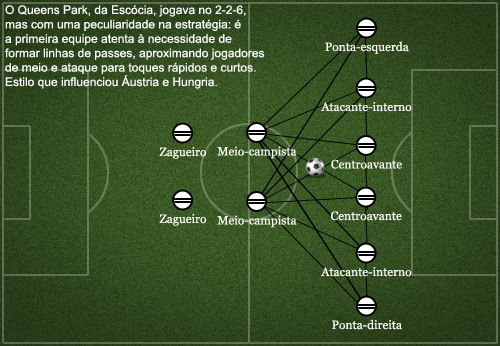 O Queens Park, da Escócia, jogava no 2-2-6,
mas com uma peculiaridade na estratégia: é
a primeira equipe atenta à necessidade de
formar linhas de passes, aproximando jogadores
de meio e ataque para toques rápidos e curtos.
Estilo que influenciou Áustria e Hungria.
Ponta-esquerda
Atacante-interno
Zagueiro
Meio-campista
Centroavante
Zagueiro
Meio-campista
Centroavante
Atacante-interno
Ponta-direita